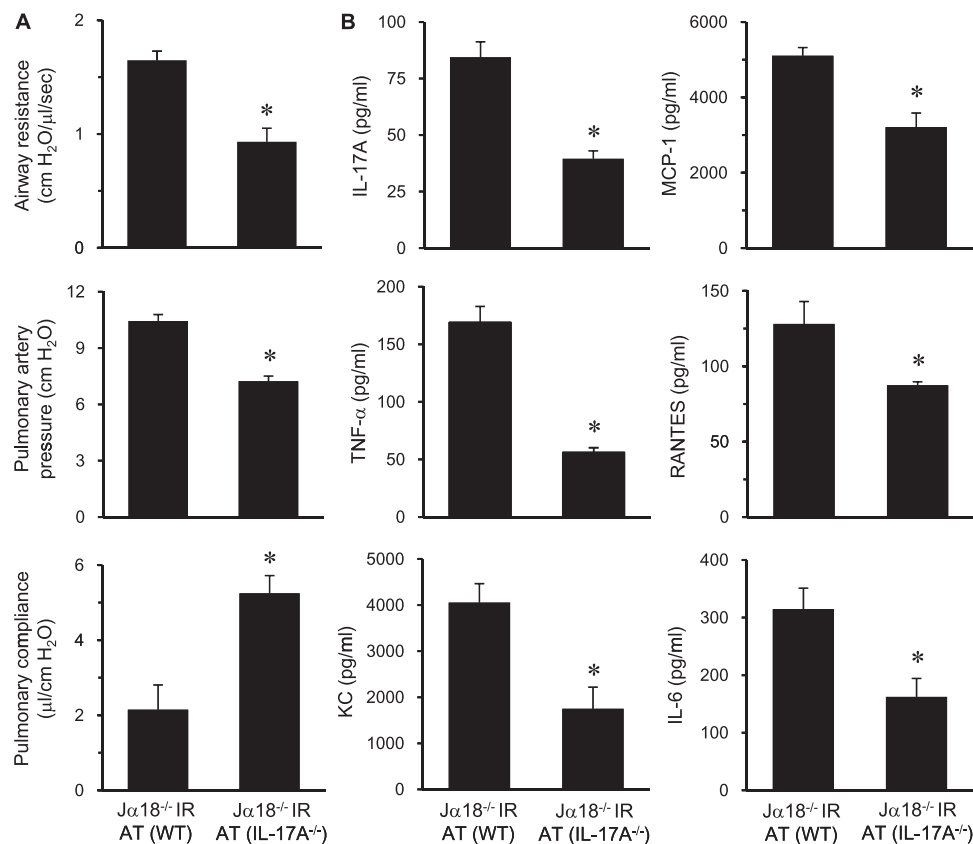 A
Airway resistance
(cm H₂O/µl/sec)
2
1
0
*
Pulmonary artery
pressure (cm H₂O)
12
9
6
3
0
*
Pulmonary compliance
(µl/cm H₂O)
6
4
2
0
*
Jα18⁻/⁻ IR
AT (WT)
Jα18⁻/⁻ IR
AT (IL-17A⁻/⁻)
B
IL-17A (pg/ml)
100
75
50
25
0
*
MCP-1 (pg/ml)
6000
4000
2000
0
*
TNF-α (pg/ml)
200
150
100
50
0
*
RANTES (pg/ml)
150
100
50
0
*
KC (pg/ml)
5000
4000
3000
2000
1000
0
*
Jα18⁻/⁻ IR
AT (WT)
Jα18⁻/⁻ IR
AT (IL-17A⁻/⁻)
IL-6 (pg/ml)
400
300
200
100
0
*
Jα18⁻/⁻ IR
AT (WT)
Jα18⁻/⁻ IR
AT (IL-17A⁻/⁻)